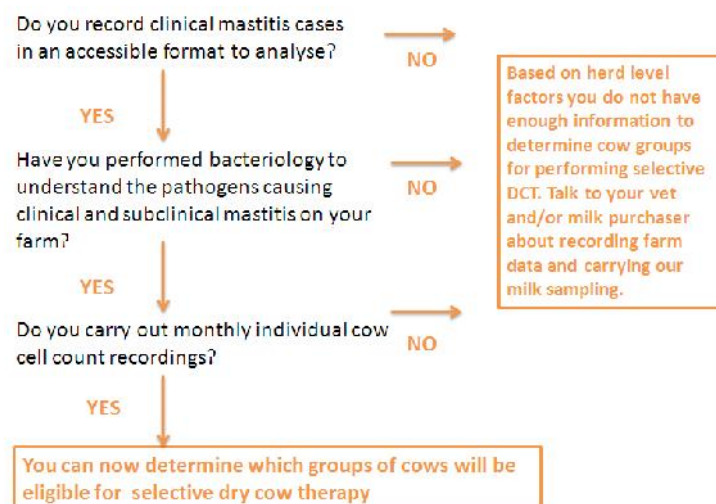 Do you record clinical mastitis cases
in an accessible format to analyse?
NO
YES
Based on herd level
factors you do not have
enough information to
determine cow groups
for performing selective
DCT. Talk to your vet
and/or milk purchaser
about recording farm
data and carrying our
milk sampling.
Have you performed bacteriology to
understand the pathogens causing
clinical and subclinical mastitis on your
farm?
NO
YES
Do you carry out monthly individual cow
cell count recordings?
NO
YES
You can now determine which groups of cows will be
eligible for selective dry cow therapy